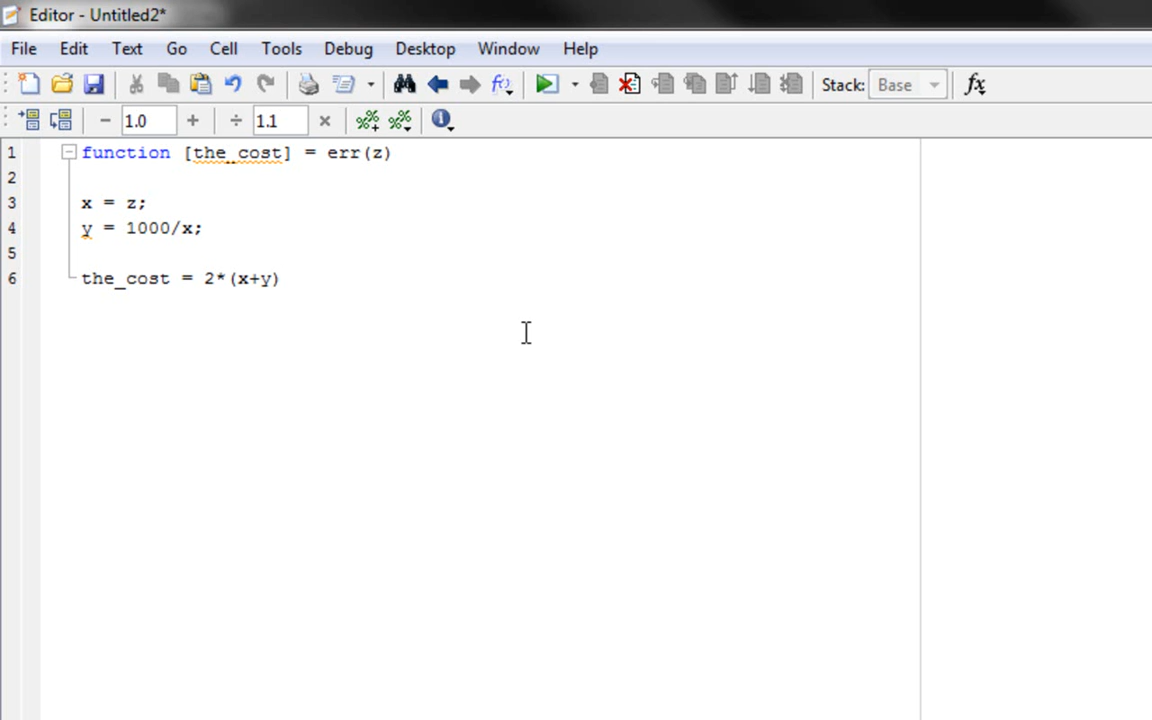 Editor - Untitled2*
File Edit Text Go Cell Tools Debug Desktop Window Help
Stack: Base fx
− 1.0 + ÷ 1.1 ×
1 function [the_cost] = err(z)
2
3 x = z;
4 y = 1000/x;
5
6 the_cost = 2*(x+y)